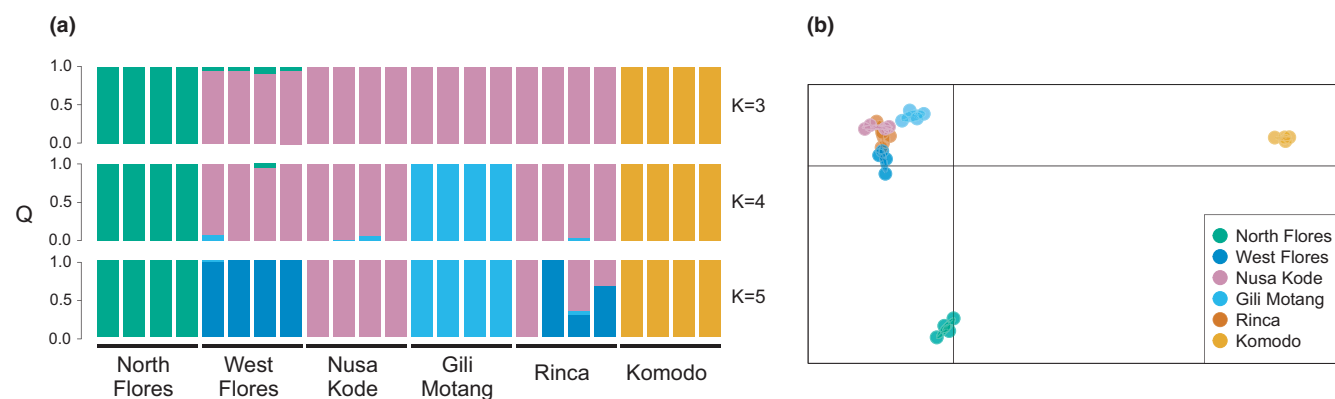 (a)
(b)
1.0
0.5
0.0
K=3
1.0
0.5
0.0
K=4
Q
1.0
0.5
0.0
K=5
North
Flores
West
Flores
Nusa
Kode
Gili
Motang
Rinca
Komodo
North Flores
West Flores
Nusa Kode
Gili Motang
Rinca
Komodo